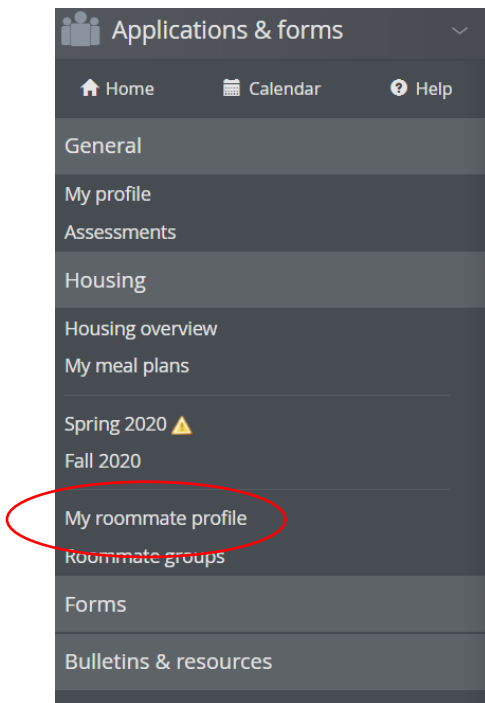 Applications & forms
Home Calendar Help
General
My profile
Assessments
Housing
Housing overview
My meal plans
Spring 2020
Fall 2020
My roommate profile
Roommate groups
Forms
Bulletins & resources